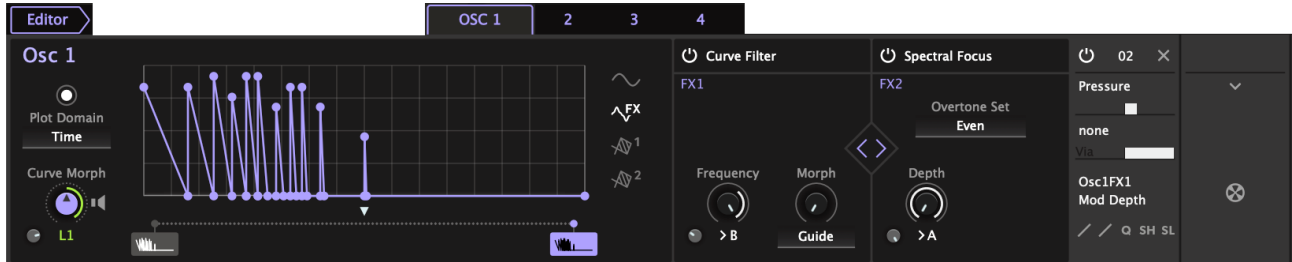 Editor
OSC 1 2 3 4
Osc 1
Plot Domain
Time
Curve Morph
L1
FX
1
2
Curve Filter
FX1
Frequency
Morph
> B
Guide
Spectral Focus
FX2
Overtone Set
Even
Depth
> A
02
Pressure
none
Via
Osc1FX1
Mod Depth
Q SH SL